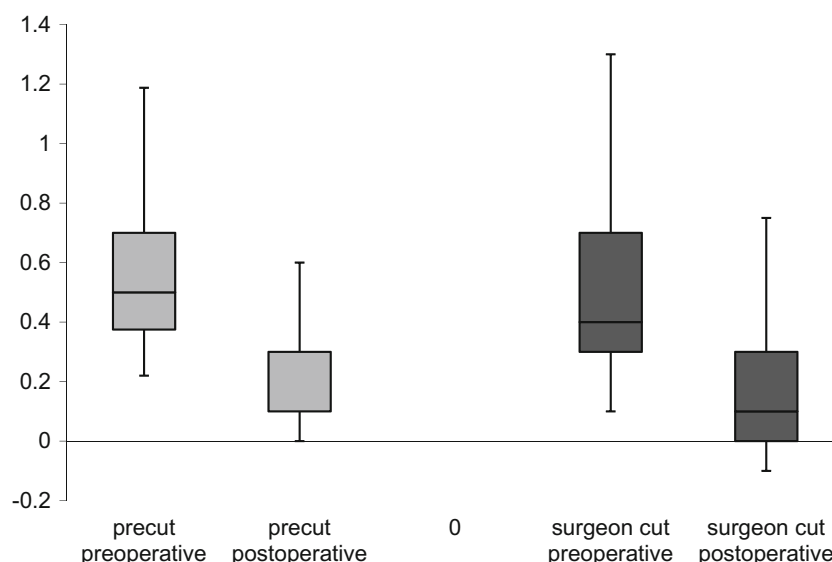 1.4
1.2
1
0.8
0.6
0.4
0.2
0
-0.2
precut preoperative
precut postoperative
0
surgeon cut preoperative
surgeon cut postoperative